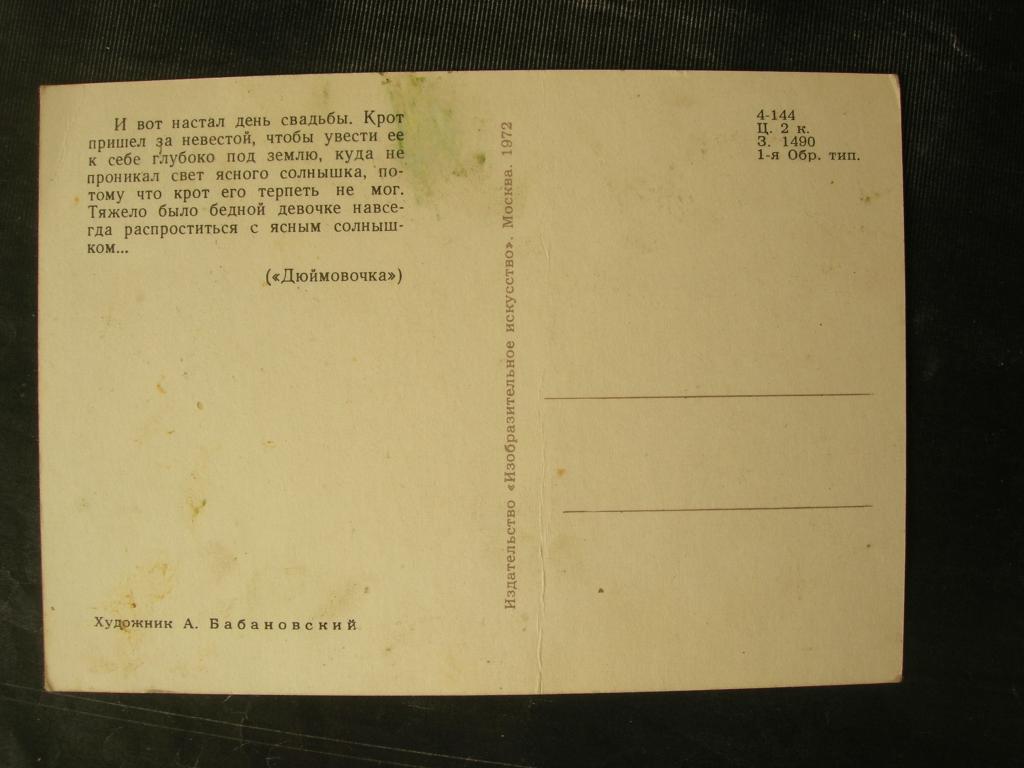 И вот настал день свадьбы. Крот
пришел за невестой, чтобы увести ее
к себе глубоко под землю, куда не
проникал свет ясного солнышка, по-
тому что крот его терпеть не мог.
Тяжело было бедной девочке навсе-
гда распроститься с ясным солныш-
ком...
(«Дюймовочка»)
Художник А. Бабановский
Издательство «Изобразительное искусство». Москва. 1972
4-144
Ц. 2 к.
З. 1490
1-я Обр. тип.